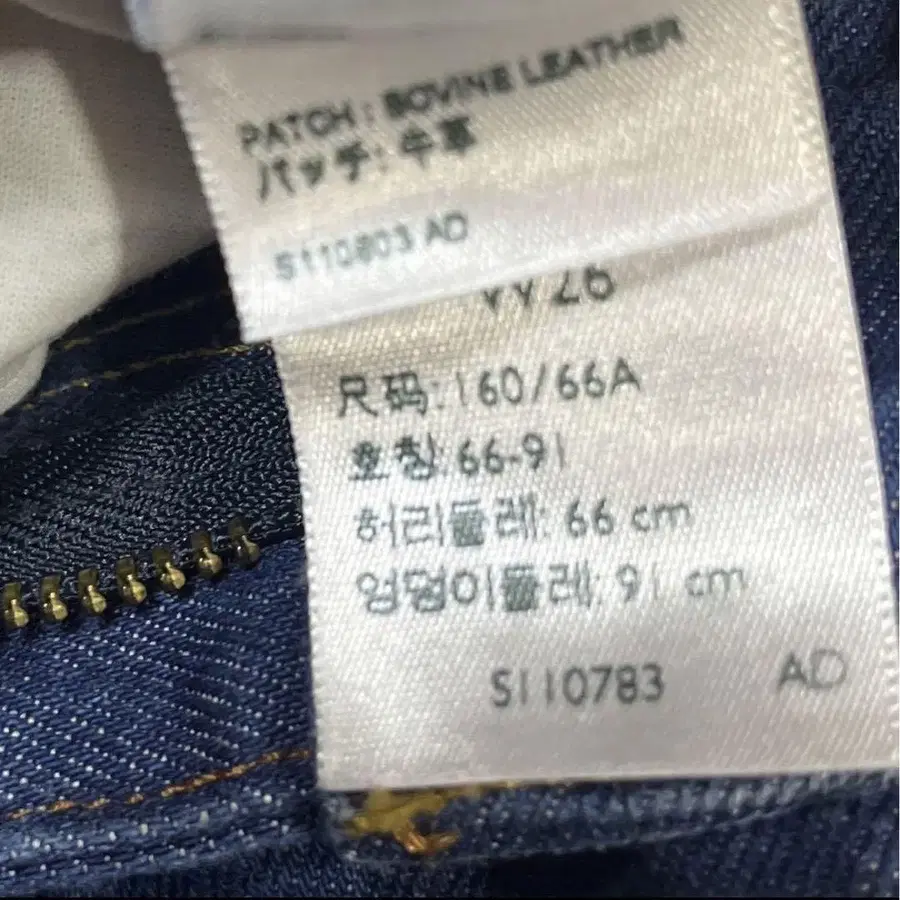 PATCH : BOVINE LEATHER
パッチ: 牛革
S110803 AD
W26
尺码: 160/66A
호칭: 66-91
허리둘레: 66 cm
엉덩이둘레: 91 cm
S110783 AD